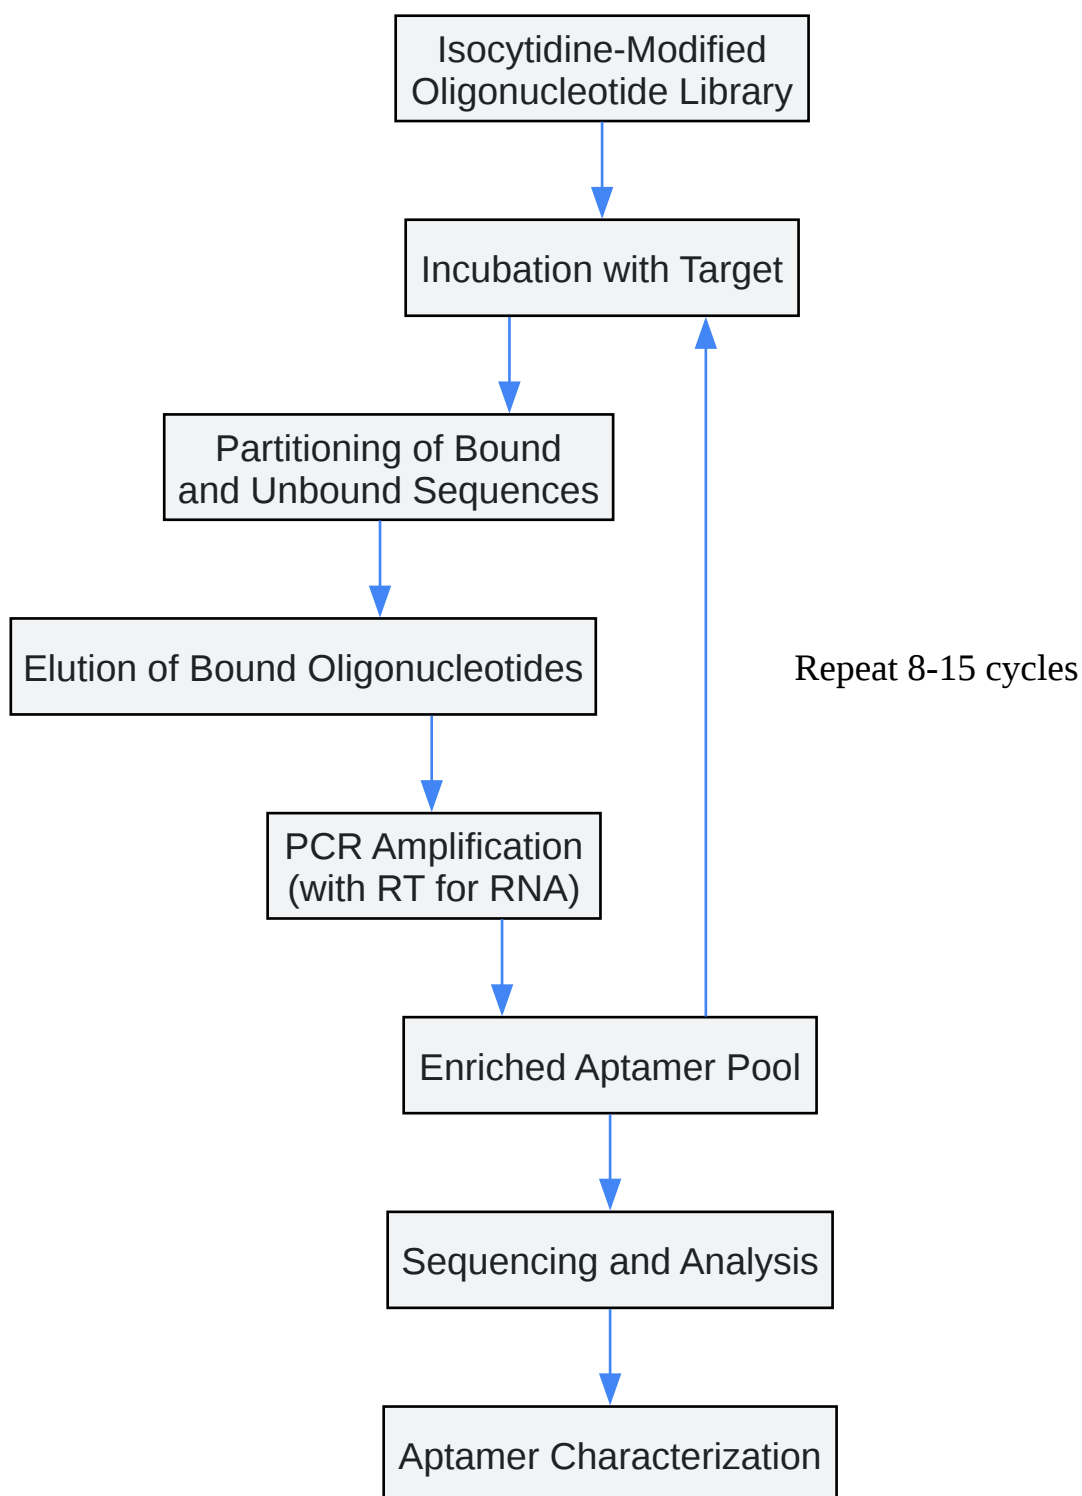 Isocytidine-Modified
Oligonucleotide Library
Incubation with Target
Partitioning of Bound
and Unbound Sequences
Elution of Bound Oligonucleotides
Repeat 8-15 cycles
PCR Amplification
(with RT for RNA)
Enriched Aptamer Pool
Sequencing and Analysis
Aptamer Characterization